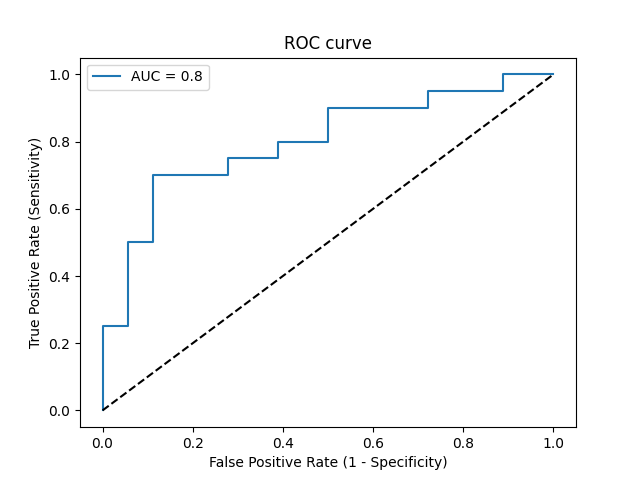 ROC curve
AUC = 0.8
True Positive Rate (Sensitivity)
1.0
0.8
0.6
0.4
0.2
0.0
0.0 0.2 0.4 0.6 0.8 1.0
False Positive Rate (1 - Specificity)